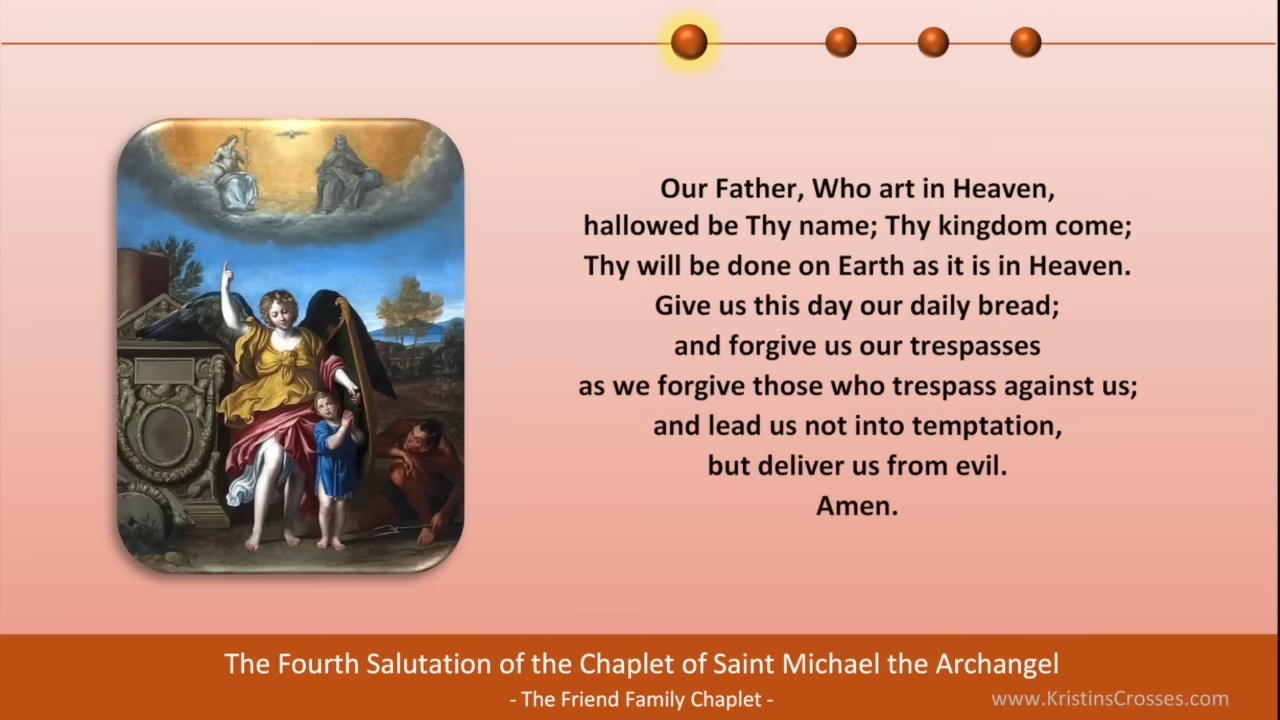 Our Father, Who art in Heaven,
hallowed be Thy name; Thy kingdom come;
Thy will be done on Earth as it is in Heaven.
Give us this day our daily bread;
and forgive us our trespasses
as we forgive those who trespass against us;
and lead us not into temptation,
but deliver us from evil.
Amen.
The Fourth Salutation of the Chaplet of Saint Michael the Archangel
- The Friend Family Chaplet -
www.KristinsCrosses.com